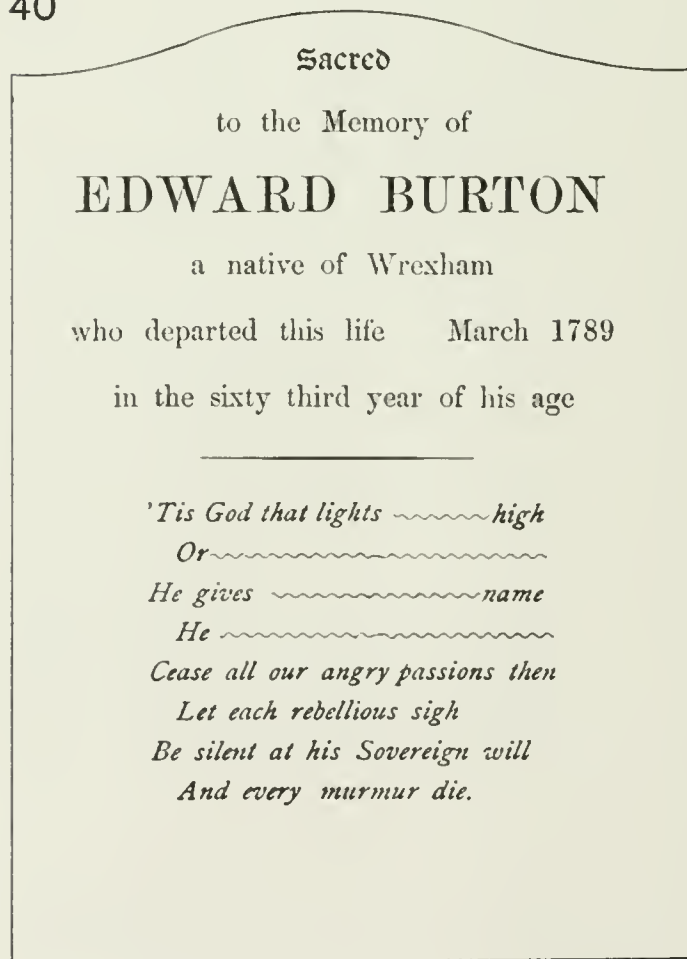 40
Sacred
to the Memory of
EDWARD BURTON
a native of Wrexham
who departed this life March 1789
in the sixty third year of his age
'Tis God that lights high
Or
He gives name
He
Cease all our angry passions then
Let each rebellious sigh
Be silent at his Sovereign will
And every murmur die.